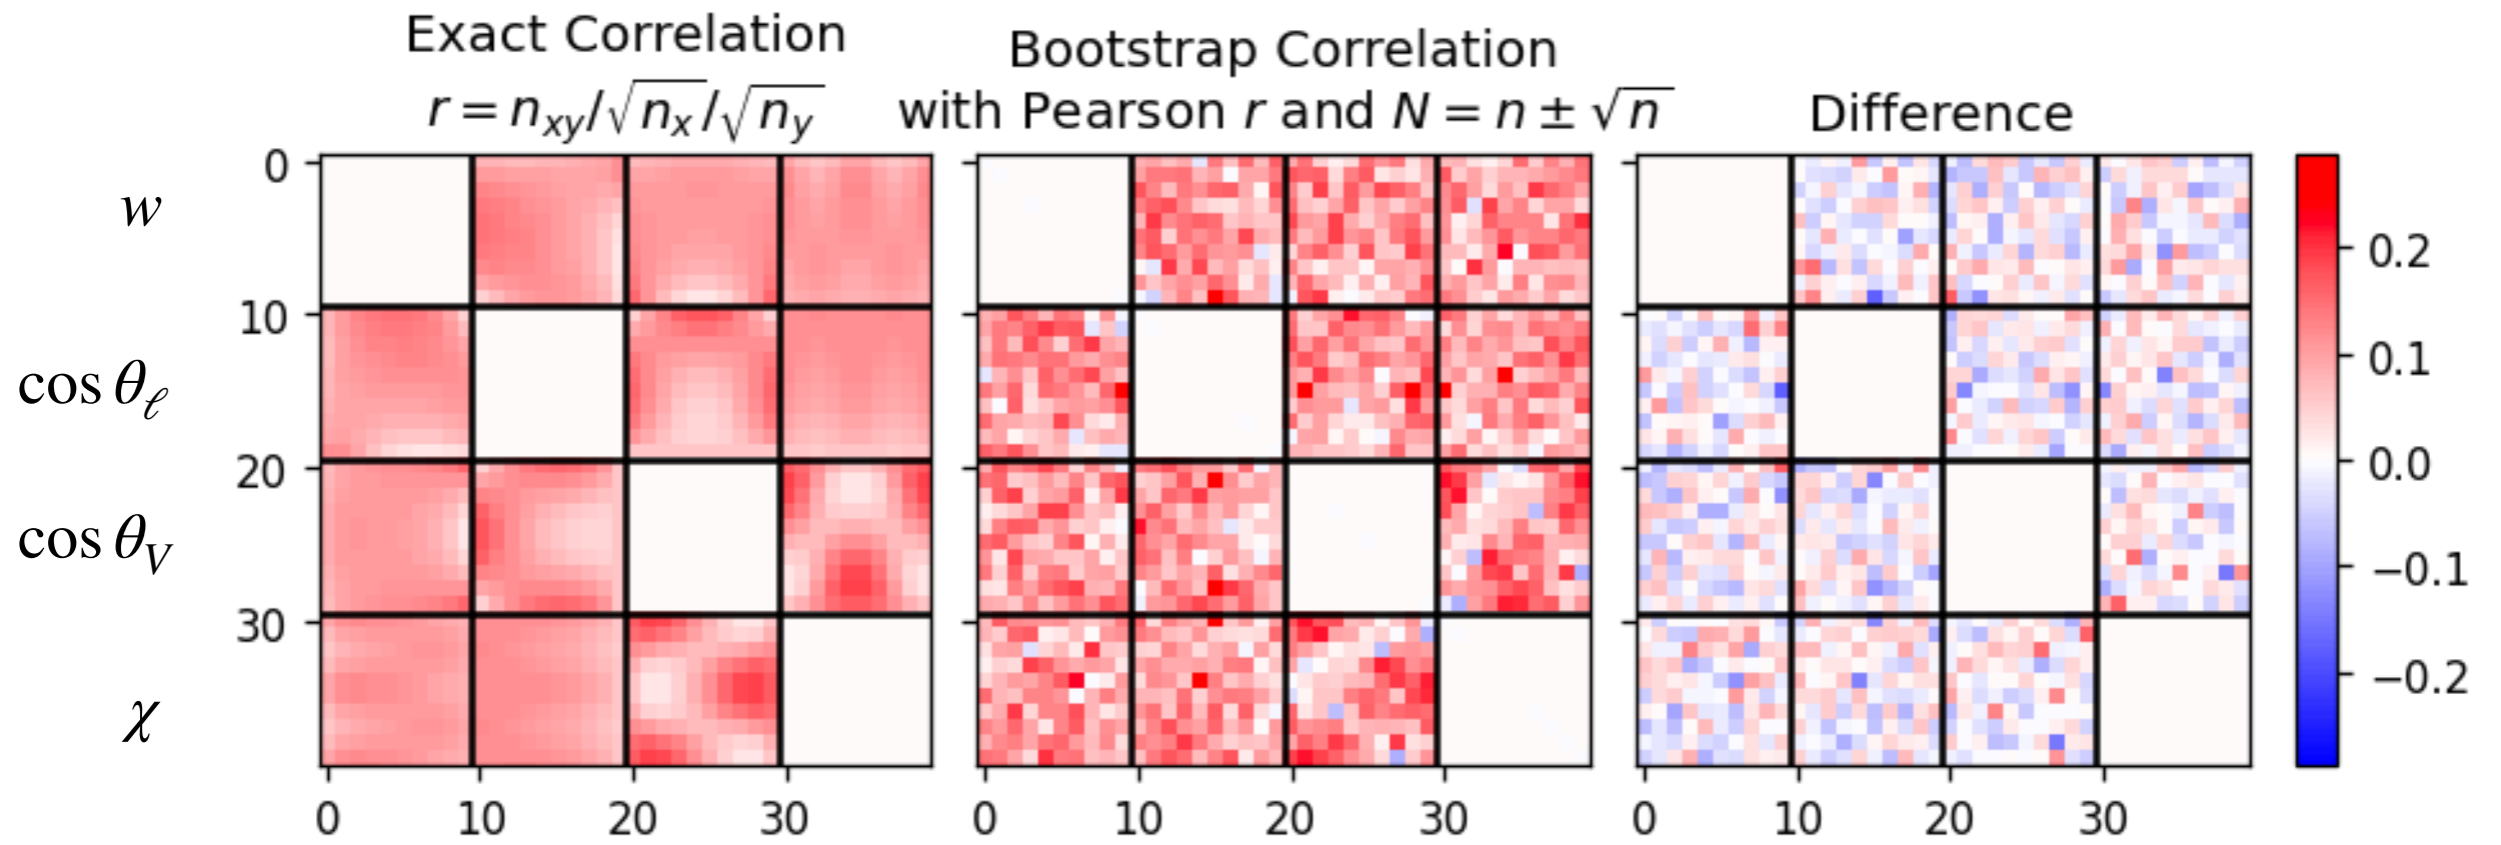 Exact Correlation
r = n_{xy}/√n_x/√n_y
Bootstrap Correlation
with Pearson r and N = n ± √n
Difference
w
cos θ_ℓ
cos θ_V
χ
0
10
20
30
0 10 20 30
0 10 20 30
0 10 20 30
0.2
0.1
0.0
−0.1
−0.2